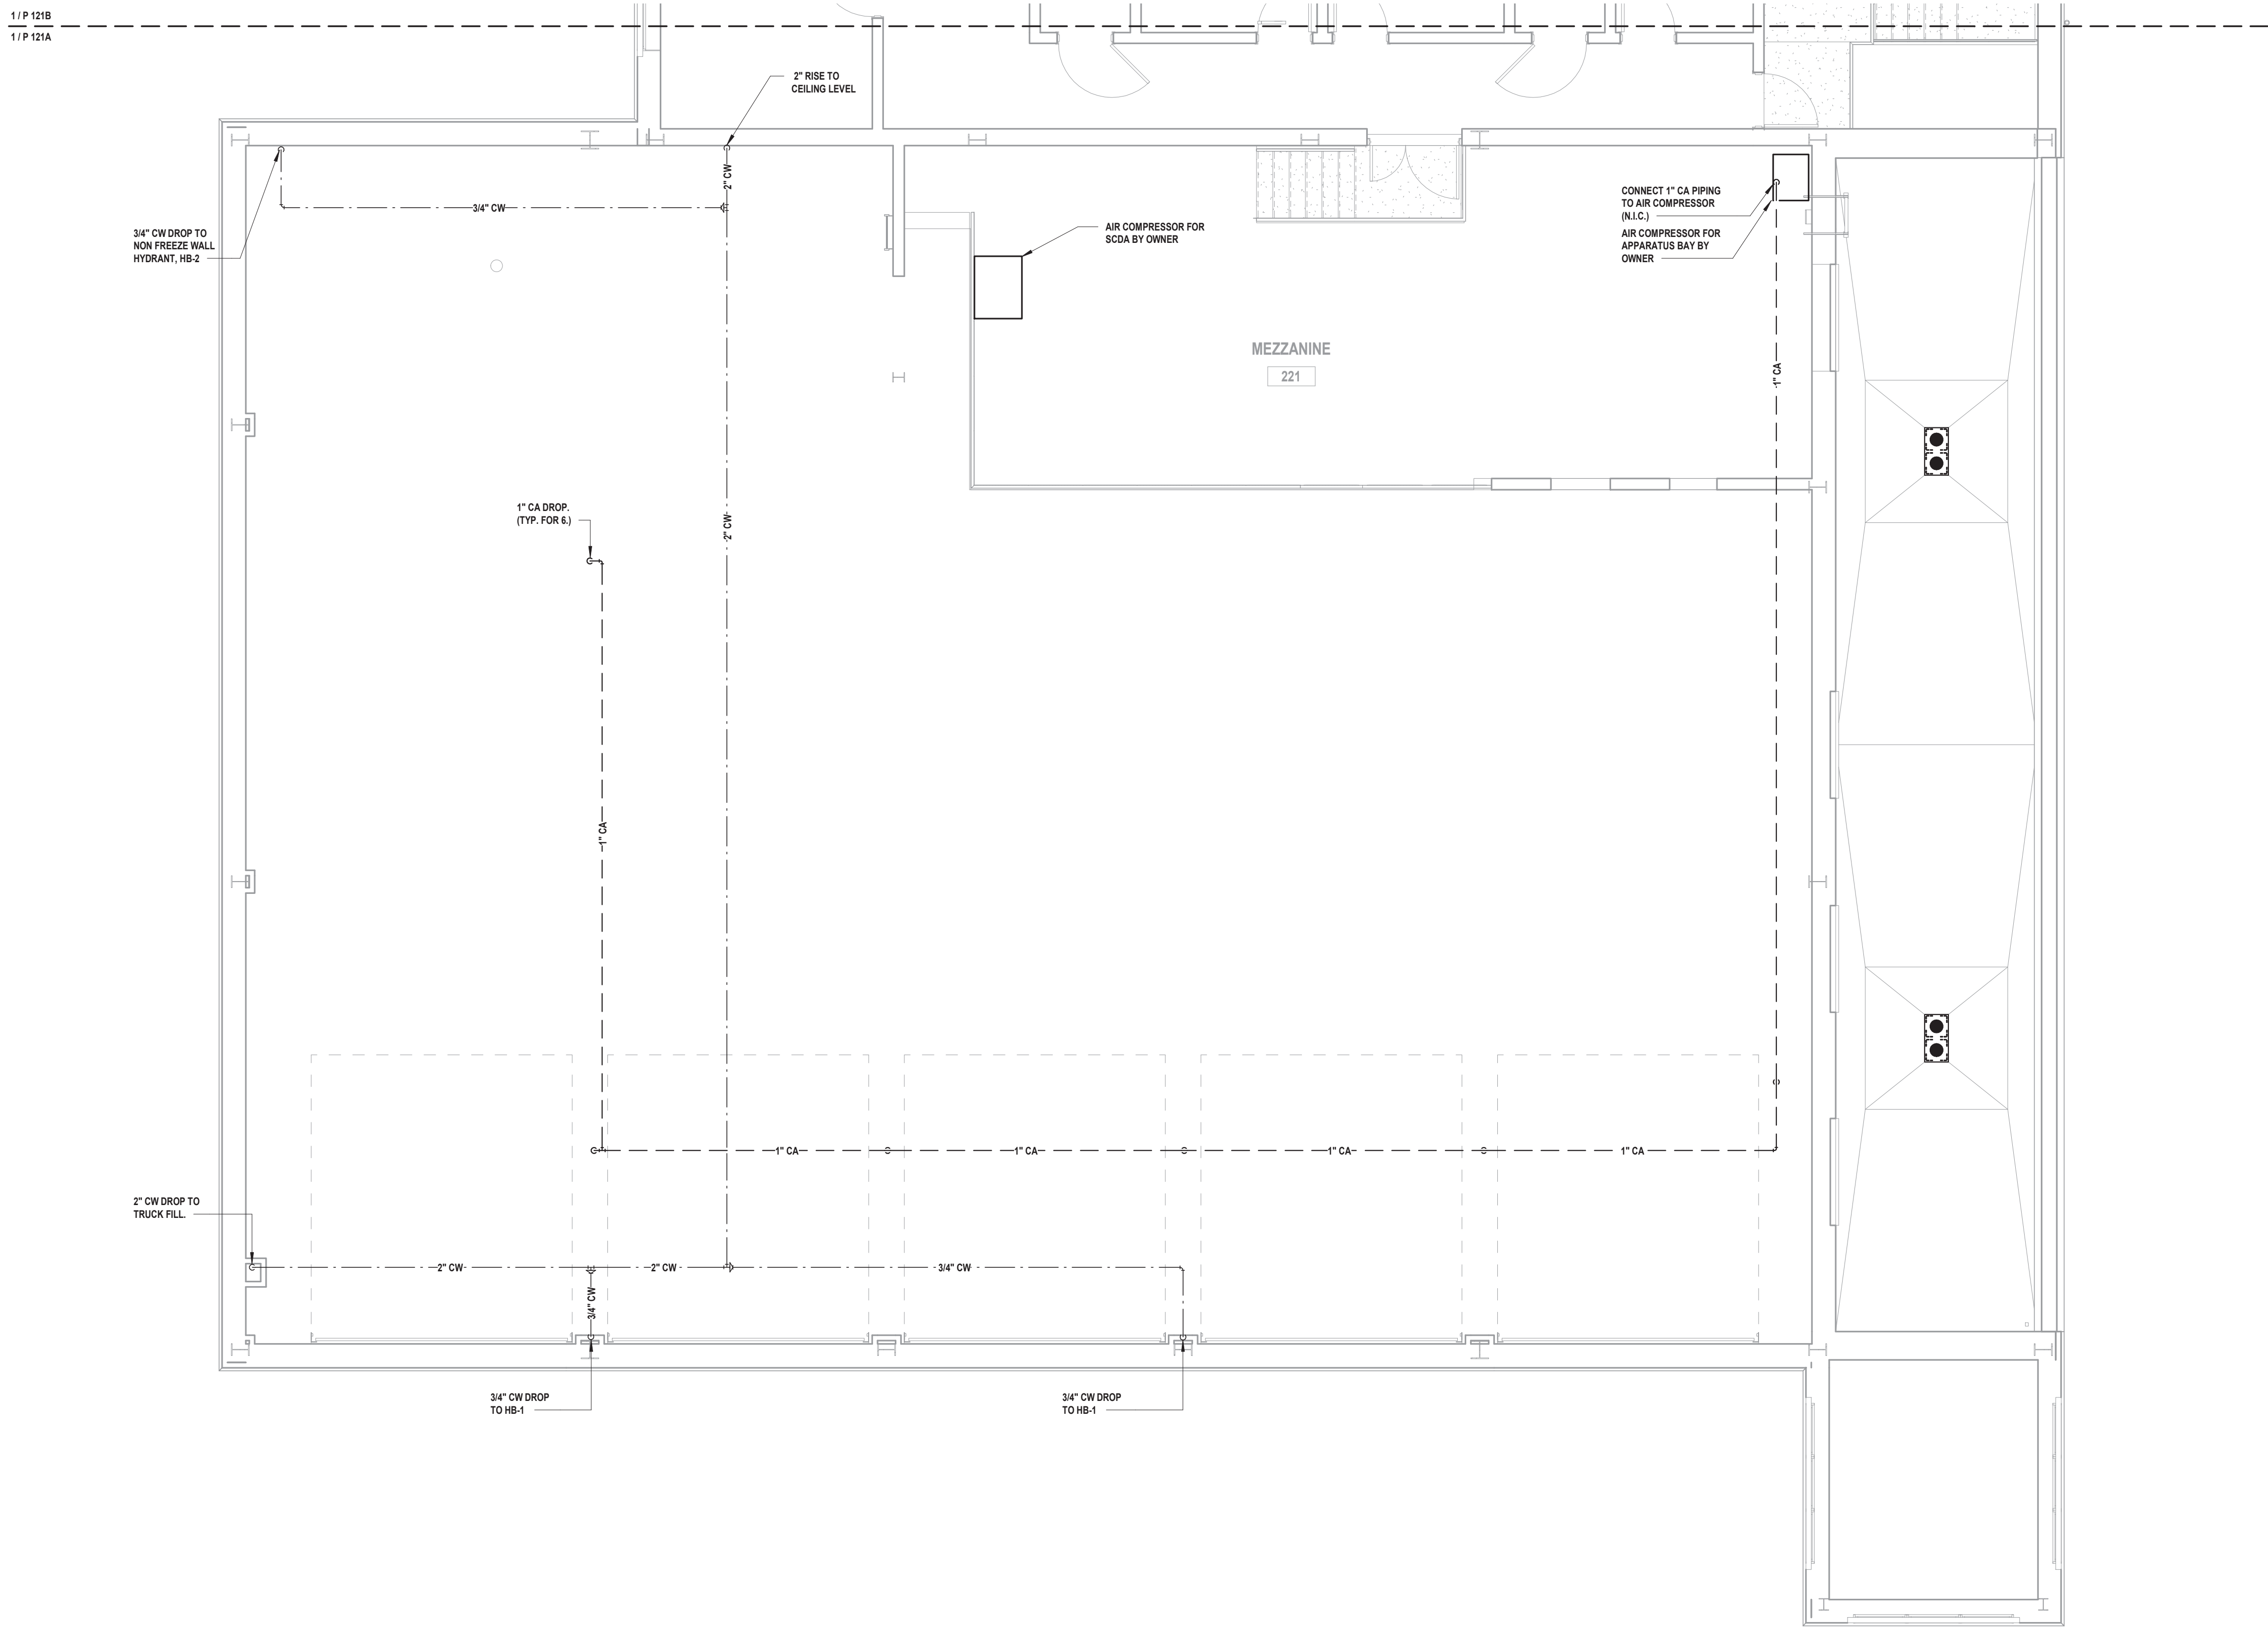 1 / P 121B
1 / P 121A
2" RISE TO
CEILING LEVEL
2" CW
3/4" CW
3/4" CW DROP TO
NON FREEZE WALL
HYDRANT, HB-2
AIR COMPRESSOR FOR
SCDA BY OWNER
CONNECT 1" CA PIPING
TO AIR COMPRESSOR
(N.I.C.)
AIR COMPRESSOR FOR
APPARATUS BAY BY
OWNER
MEZZANINE
221
1" CA
1" CA DROP.
(TYP. FOR 6.)
2" CW
1" CA
1" CA
1" CA
1" CA
1" CA
2" CW DROP TO
TRUCK FILL.
2" CW
2" CW
3/4" CW
3/4" CW
3/4" CW DROP
TO HB-1
3/4" CW DROP
TO HB-1